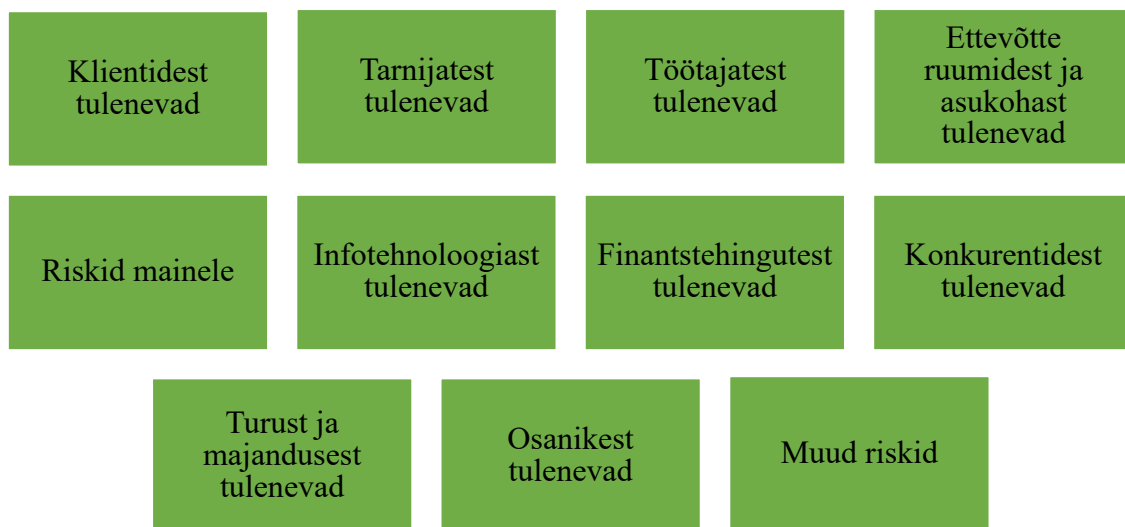 Klientidest
tulenevad
Tarnijatest
tulenevad
Töötajatest
tulenevad
Ettevõtte
ruumidest ja
asukohast
tulenevad
Riskid mainele
Infotehnoloogiast
tulenevad
Finantstehingutest
tulenevad
Konkurentidest
tulenevad
Turust ja
majandusest
tulenevad
Osanikest
tulenevad
Muud riskid